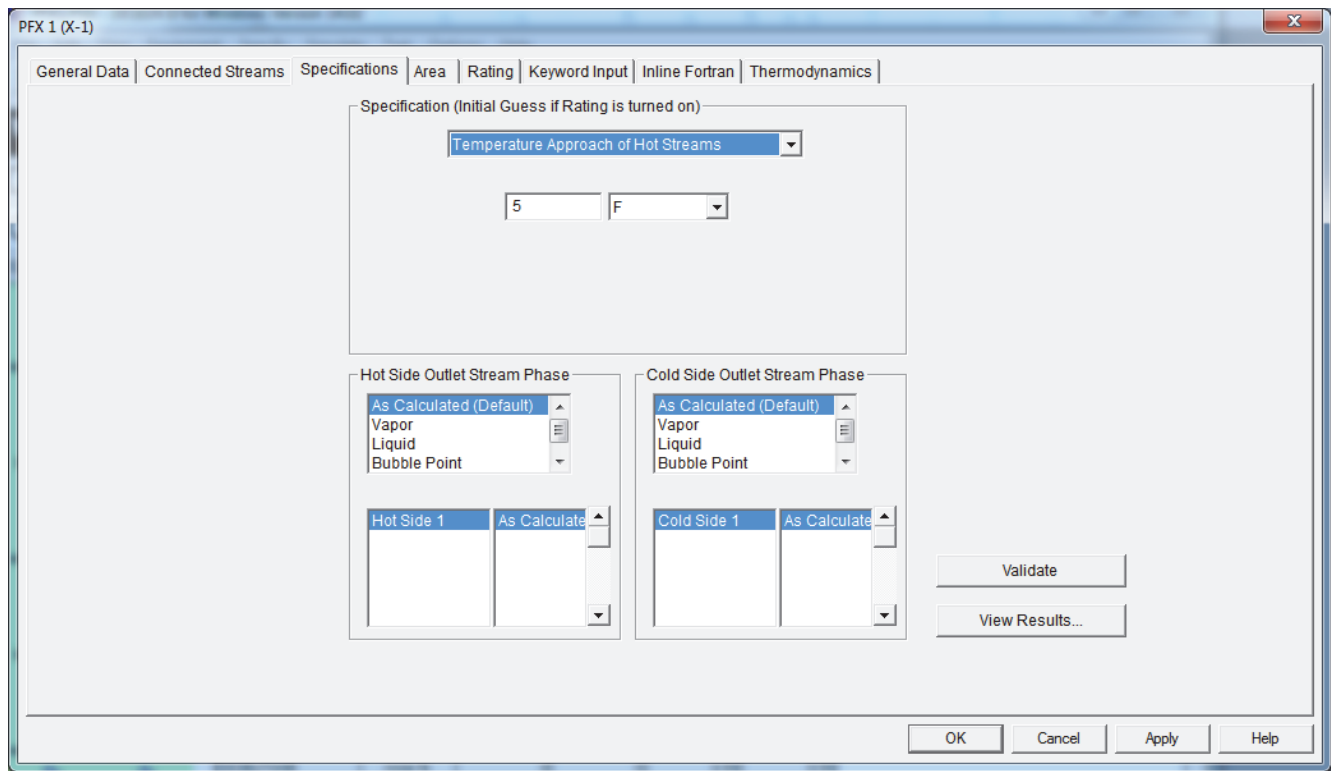 PFX 1 (X-1)
General Data Connected Streams Specifications Area Rating Keyword Input Inline Fortran Thermodynamics
Specification (Initial Guess if Rating is turned on)
Temperature Approach of Hot Streams
5 F
Hot Side Outlet Stream Phase
As Calculated (Default)
Vapor
Liquid
Bubble Point
Hot Side 1 As Calculate
Cold Side Outlet Stream Phase
As Calculated (Default)
Vapor
Liquid
Bubble Point
Cold Side 1 As Calculate
Validate
View Results...
OK Cancel Apply Help